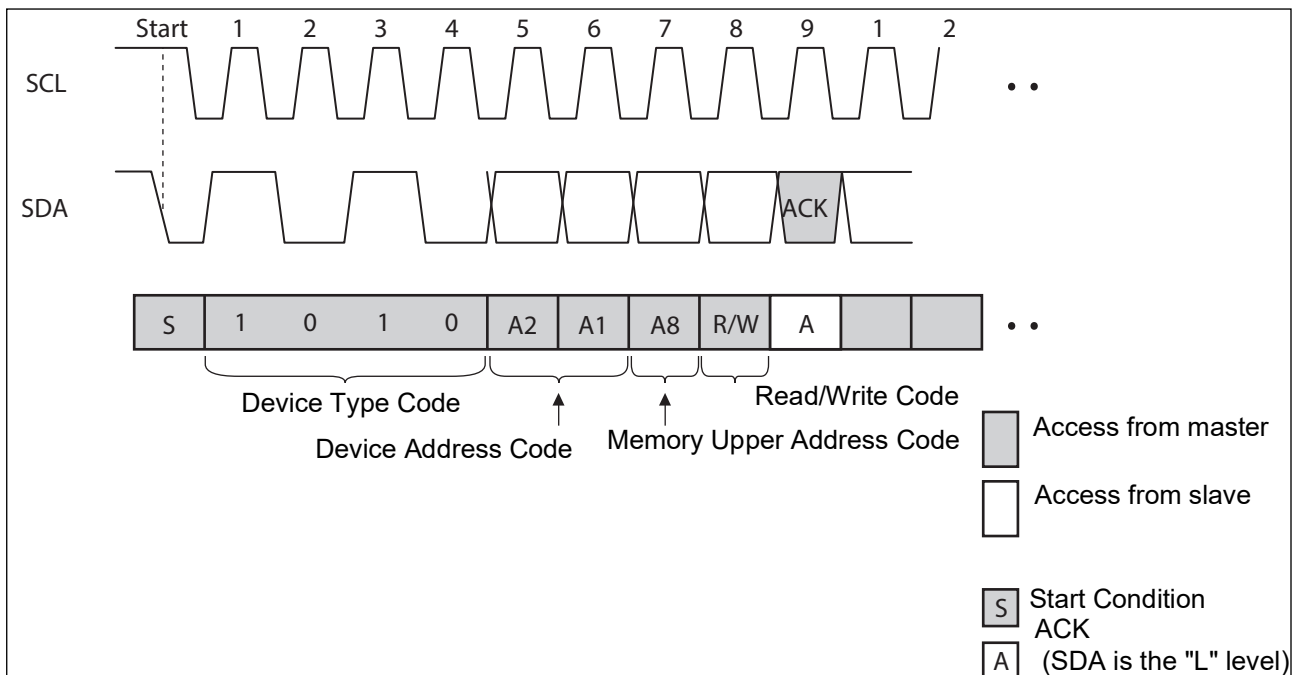 Start 1 2 3 4 5 6 7 8 9 1 2
SCL
SDA
ACK
S 1 0 1 0 A2 A1 A8 R/W A
Device Type Code
Read/Write Code
Device Address Code
Memory Upper Address Code
Access from master
Access from slave
S Start Condition
ACK
A (SDA is the "L" level)